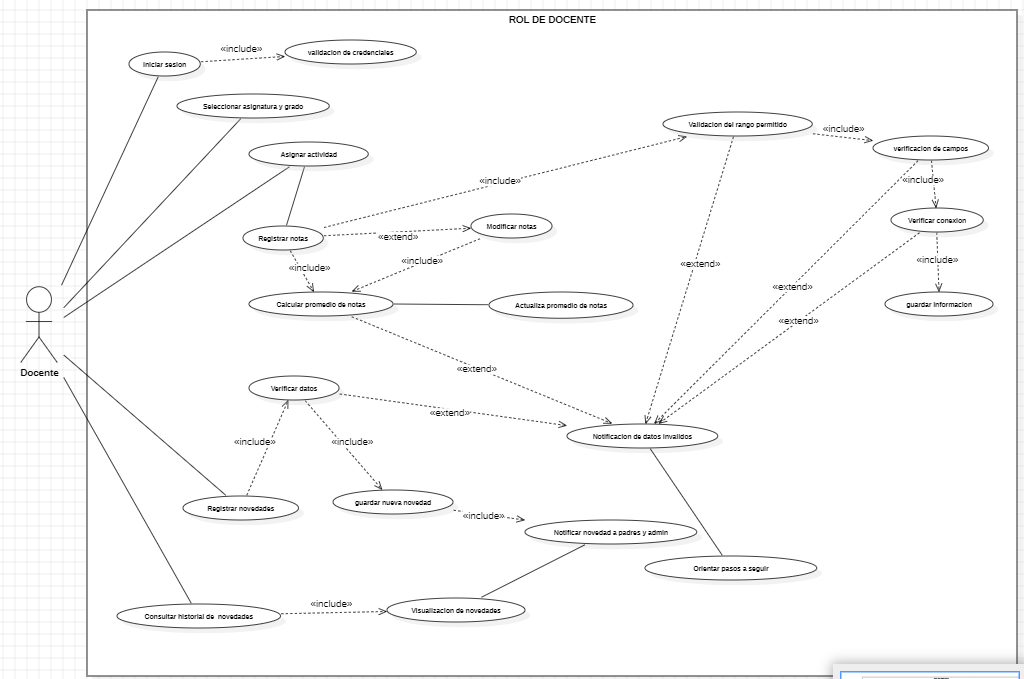 ROL DE DOCENTE
«include»
Iniciar sesion
validacion de credenciales
Seleccionar asignatura y grado
Validacion del rango permitido
«include»
verificacion de campos
Asignar actividad
«include»
«include»
Registrar notas
«extend»
Modificar notas
Verificar conexion
«include»
«include»
«extend»
«include»
«extend»
Calcular promedio de notas
Actualiza promedio de notas
guardar informacion
«extend»
Docente
«extend»
Verificar datos
«extend»
Notificacion de datos invalidos
«include»
«include»
Registrar novedades
guardar nueva novedad
«include»
Notificar novedad a padres y admin
Orientar pasos a seguir
«include»
Consultar historial de  novedades
Visualizacion de novedades